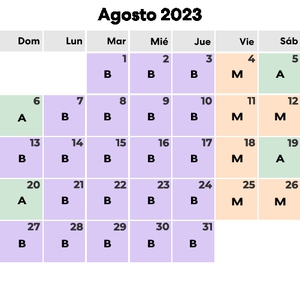 Agosto 2023
Dom Lun Mar Mié Jue Vie Sáb
1 2 3 4 5
B B B M A
6 7 8 9 10 11 12
A B B B B M M
13 14 15 16 17 18 19
B B B B B M A
20 21 22 23 24 25 26
A B B B B M M
27 28 29 30 31
B B B B B